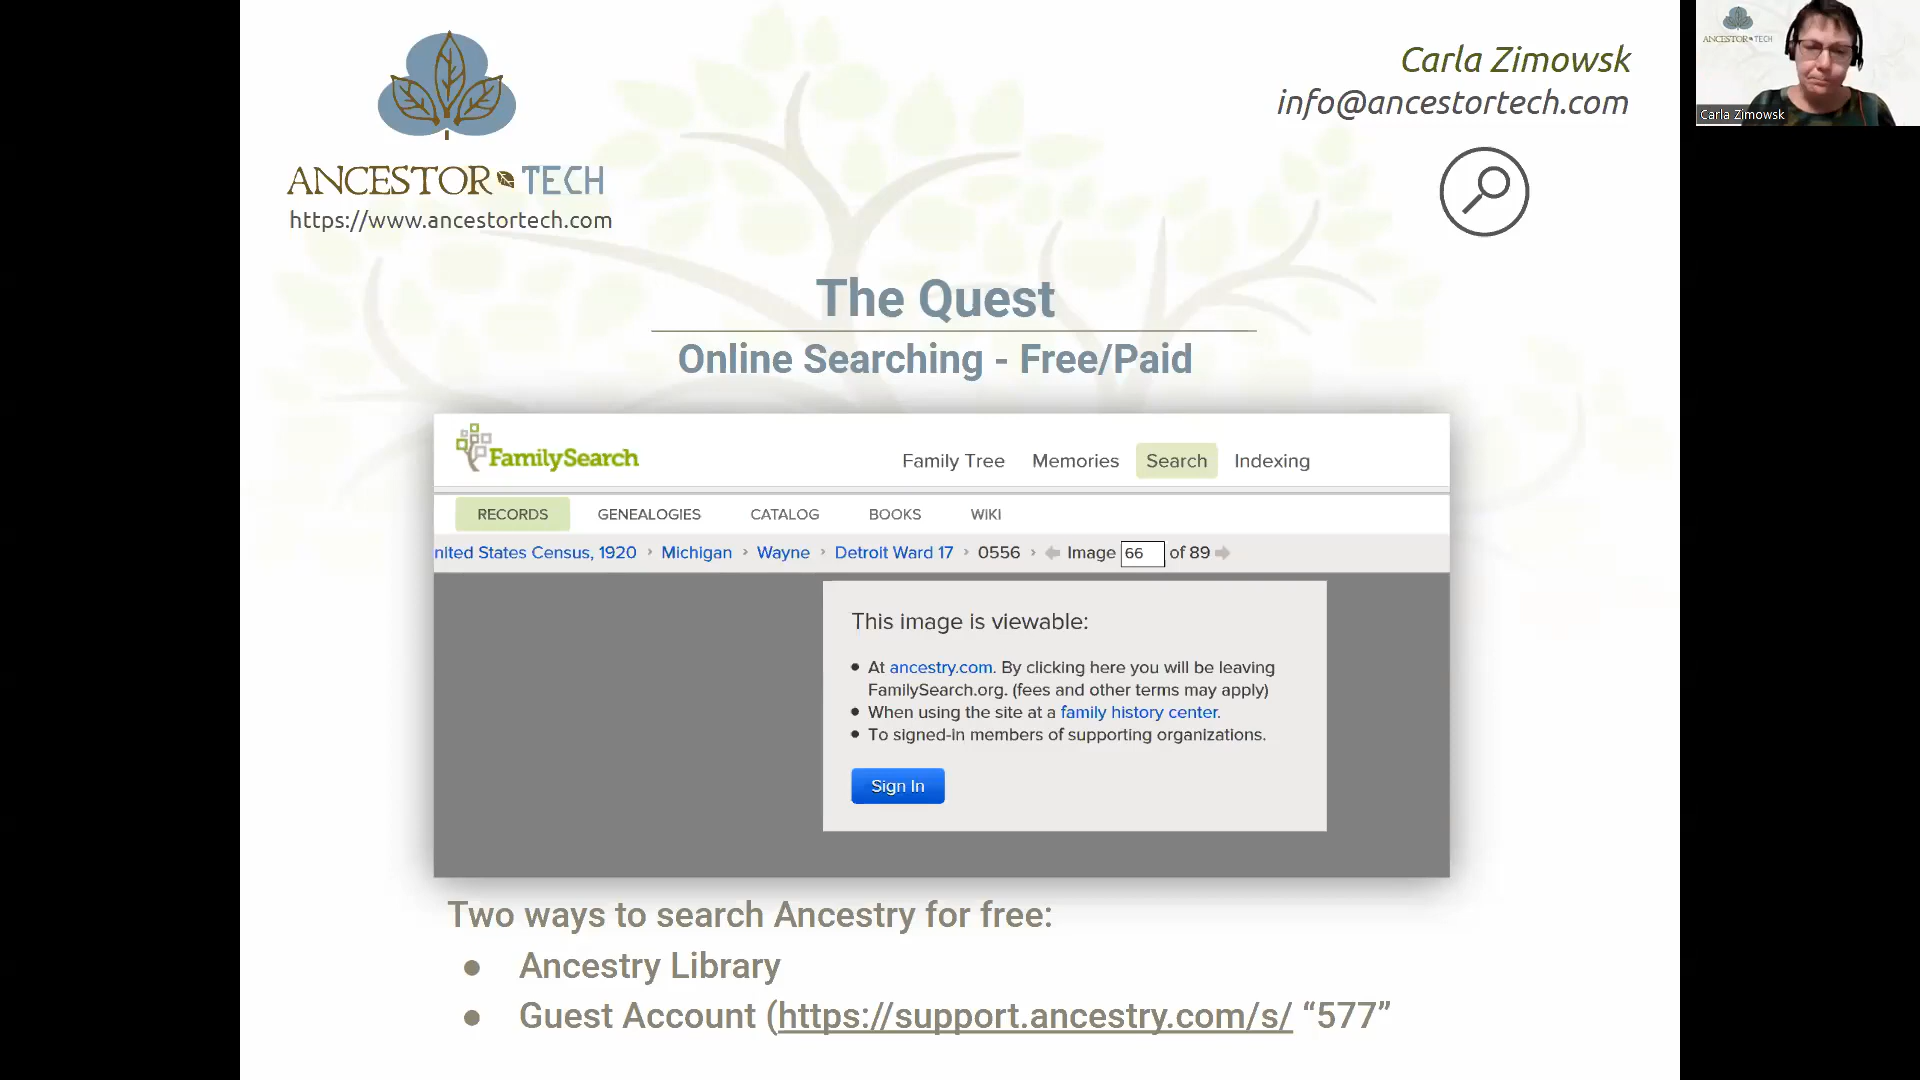 ANCESTOR TECH
https://www.ancestortech.com
Carla Zimowsk
info@ancestortech.com
ANCESTOR TECH
Carla Zimowsk
The Quest
Online Searching - Free/Paid
FamilySearch
Family Tree Memories Search Indexing
RECORDS GENEALOGIES CATALOG BOOKS WIKI
nited States Census, 1920 › Michigan › Wayne › Detroit Ward 17 › 0556 › Image 66 of 89
This image is viewable:
• At ancestry.com. By clicking here you will be leaving
FamilySearch.org. (fees and other terms may apply)
• When using the site at a family history center.
• To signed-in members of supporting organizations.
Sign In
Two ways to search Ancestry for free:
● Ancestry Library
● Guest Account (https://support.ancestry.com/s/ “577”